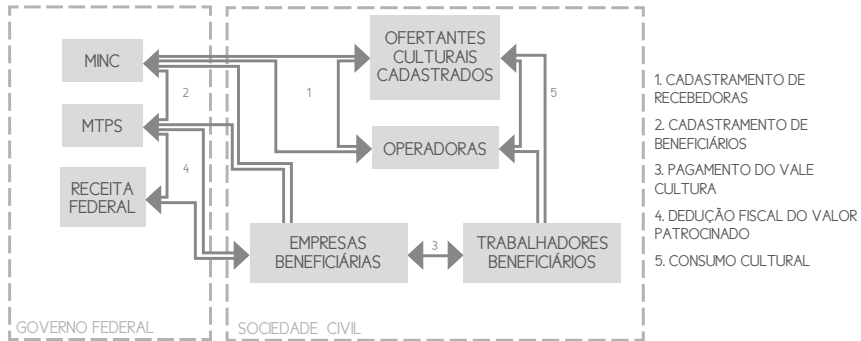 MINC
MTPS
RECEITA
FEDERAL
GOVERNO FEDERAL
OFERTANTES
CULTURAIS
CADASTRADOS
OPERADORAS
EMPRESAS
BENEFICIÁRIAS
TRABALHADORES
BENEFICIÁRIOS
SOCIEDADE CIVIL
2
1
5
4
3
1. CADASTRAMENTO DE
RECEBEDORAS
2. CADASTRAMENTO DE
BENEFICIÁRIOS
3. PAGAMENTO DO VALE
CULTURA
4. DEDUÇÃO FISCAL DO VALOR
PATROCINADO
5. CONSUMO CULTURAL